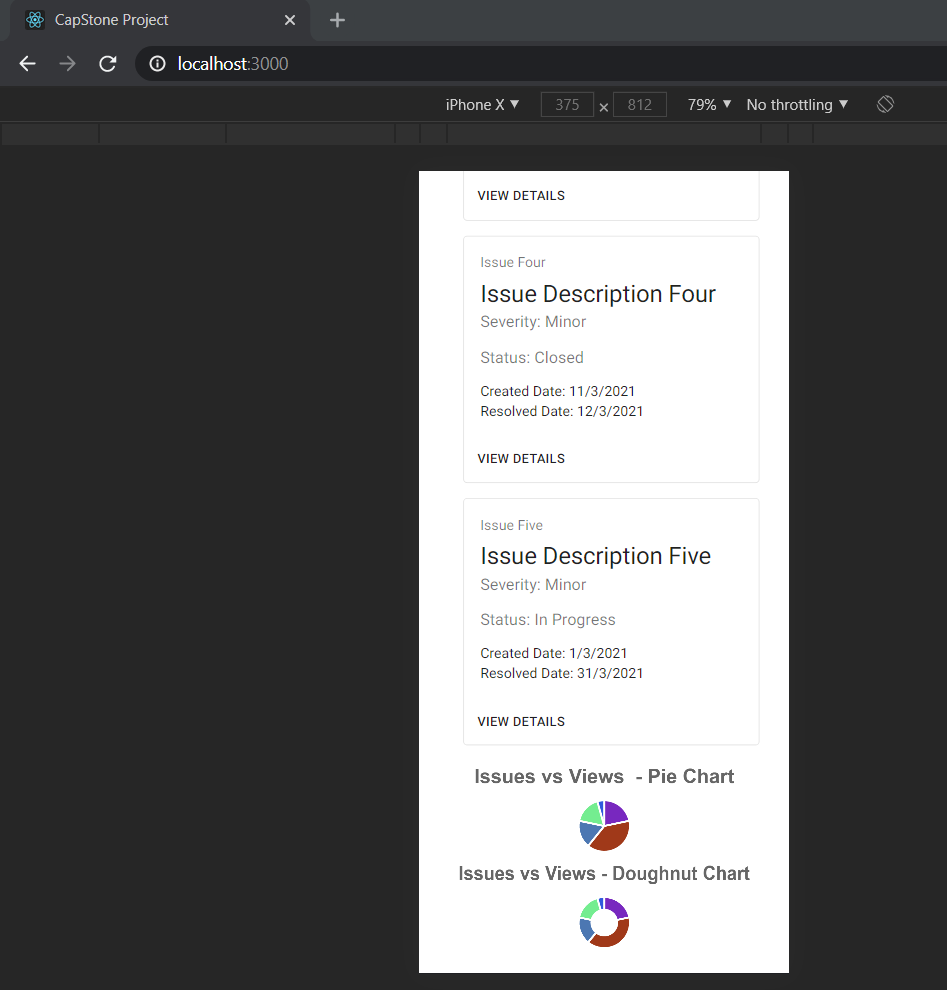 CapStone Project
localhost:3000
iPhone X ▼ 375 × 812 79% ▼ No throttling ▼
VIEW DETAILS
Issue Four
Issue Description Four
Severity: Minor
Status: Closed
Created Date: 11/3/2021
Resolved Date: 12/3/2021
VIEW DETAILS
Issue Five
Issue Description Five
Severity: Minor
Status: In Progress
Created Date: 1/3/2021
Resolved Date: 31/3/2021
VIEW DETAILS
Issues vs Views - Pie Chart
Issues vs Views - Doughnut Chart